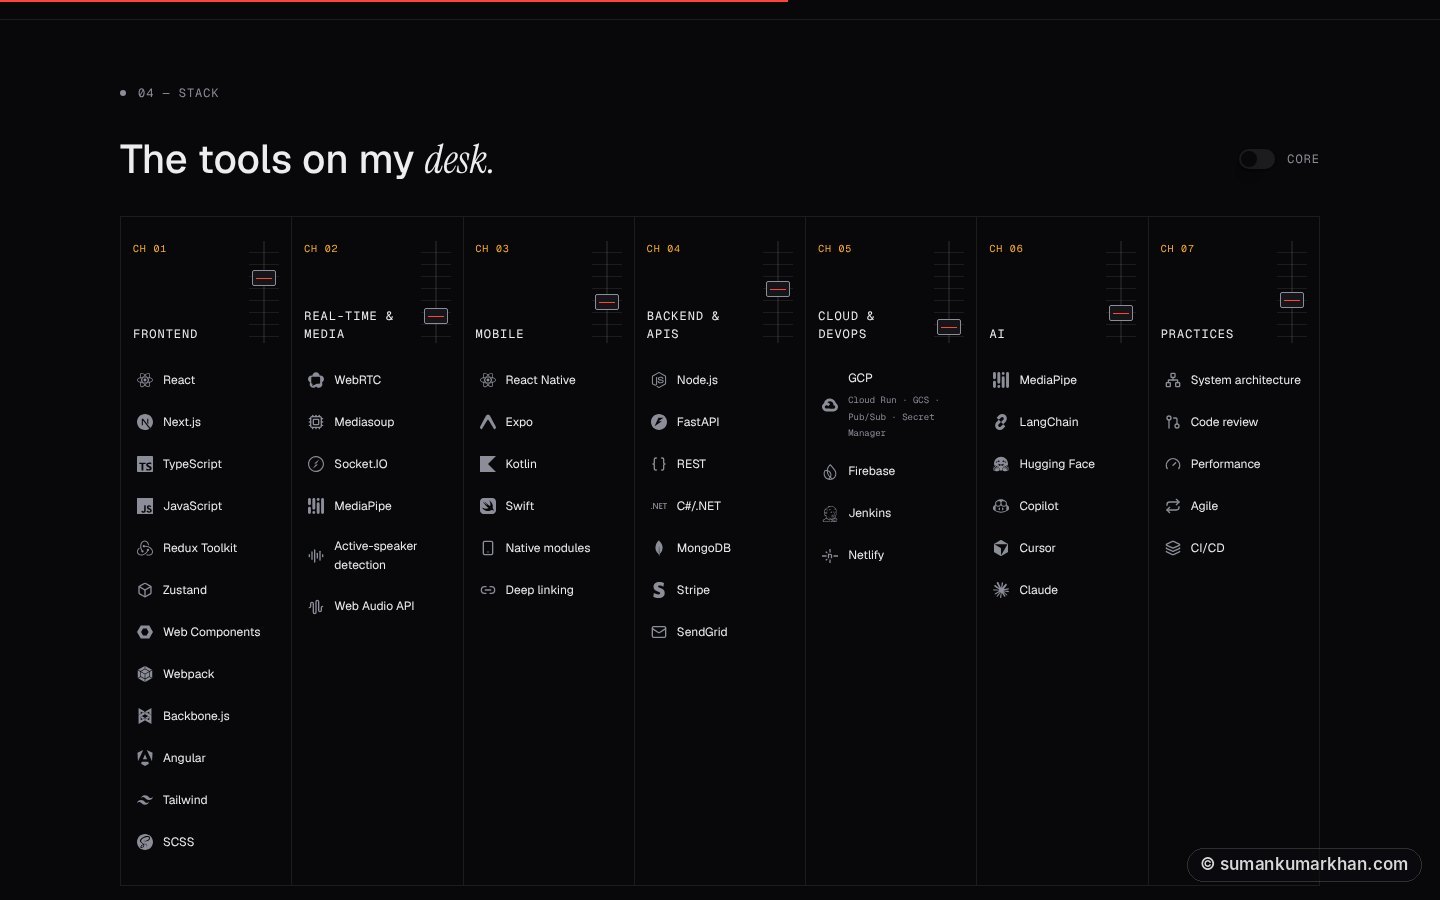 04 — STACK
The tools on my desk.
CORE
CH 01
FRONTEND
React
Next.js
TypeScript
JavaScript
Redux Toolkit
Zustand
Web Components
Webpack
Backbone.js
Angular
Tailwind
SCSS
CH 02
REAL-TIME &
MEDIA
WebRTC
Mediasoup
Socket.IO
MediaPipe
Active-speaker
detection
Web Audio API
CH 03
MOBILE
React Native
Expo
Kotlin
Swift
Native modules
Deep linking
CH 04
BACKEND &
APIS
Node.js
FastAPI
REST
.NET C#/.NET
MongoDB
Stripe
SendGrid
CH 05
CLOUD &
DEVOPS
GCP
Cloud Run · GCS ·
Pub/Sub · Secret
Manager
Firebase
Jenkins
Netlify
CH 06
AI
MediaPipe
LangChain
Hugging Face
Copilot
Cursor
Claude
CH 07
PRACTICES
System architecture
Code review
Performance
Agile
CI/CD
© sumankumarkhan.com